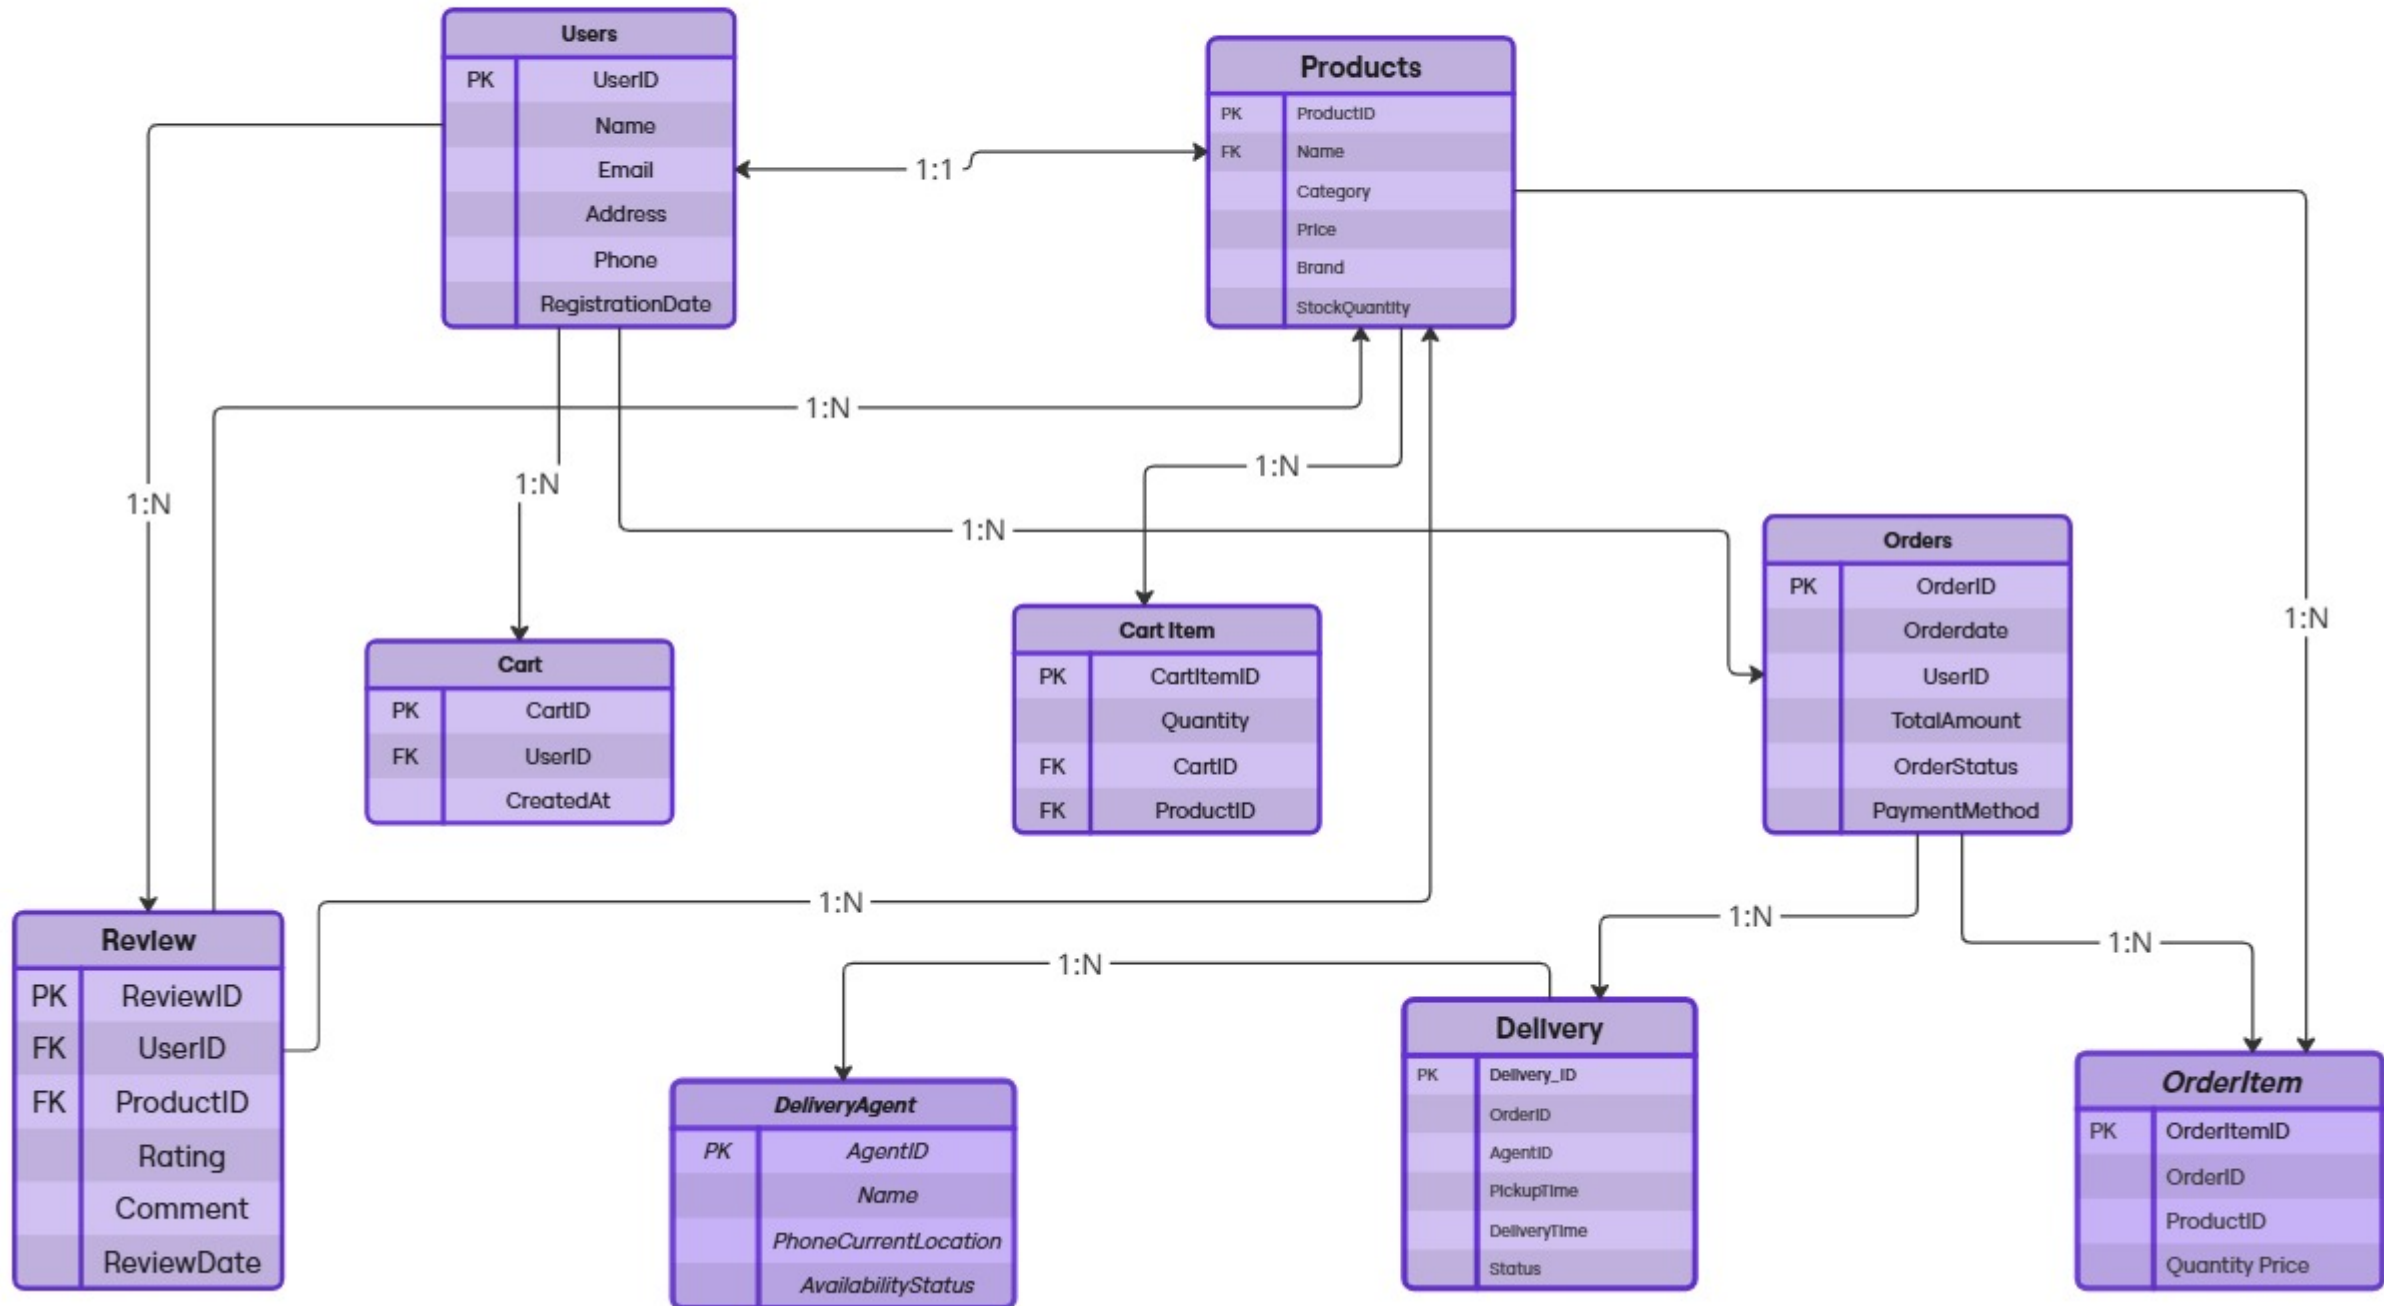 Users
PK UserID
Name
Email
Address
Phone
RegistrationDate
Products
PK ProductID
FK Name
Category
Price
Brand
StockQuantity
1:1
1:N
1:N
1:N
1:N
1:N
1:N
Orders
PK OrderID
Orderdate
UserID
TotalAmount
OrderStatus
PaymentMethod
Cart Item
PK CartItemID
Quantity
FK CartID
FK ProductID
Cart
PK CartID
FK UserID
CreatedAt
1:N
1:N
1:N
1:N
Review
PK ReviewID
FK UserID
FK ProductID
Rating
Comment
ReviewDate
DeliveryAgent
PK AgentID
Name
PhoneCurrentLocation
AvailabilityStatus
Delivery
PK Delivery_ID
OrderID
AgentID
PickupTime
DeliveryTime
Status
OrderItem
PK OrderItemID
OrderID
ProductID
Quantity Price